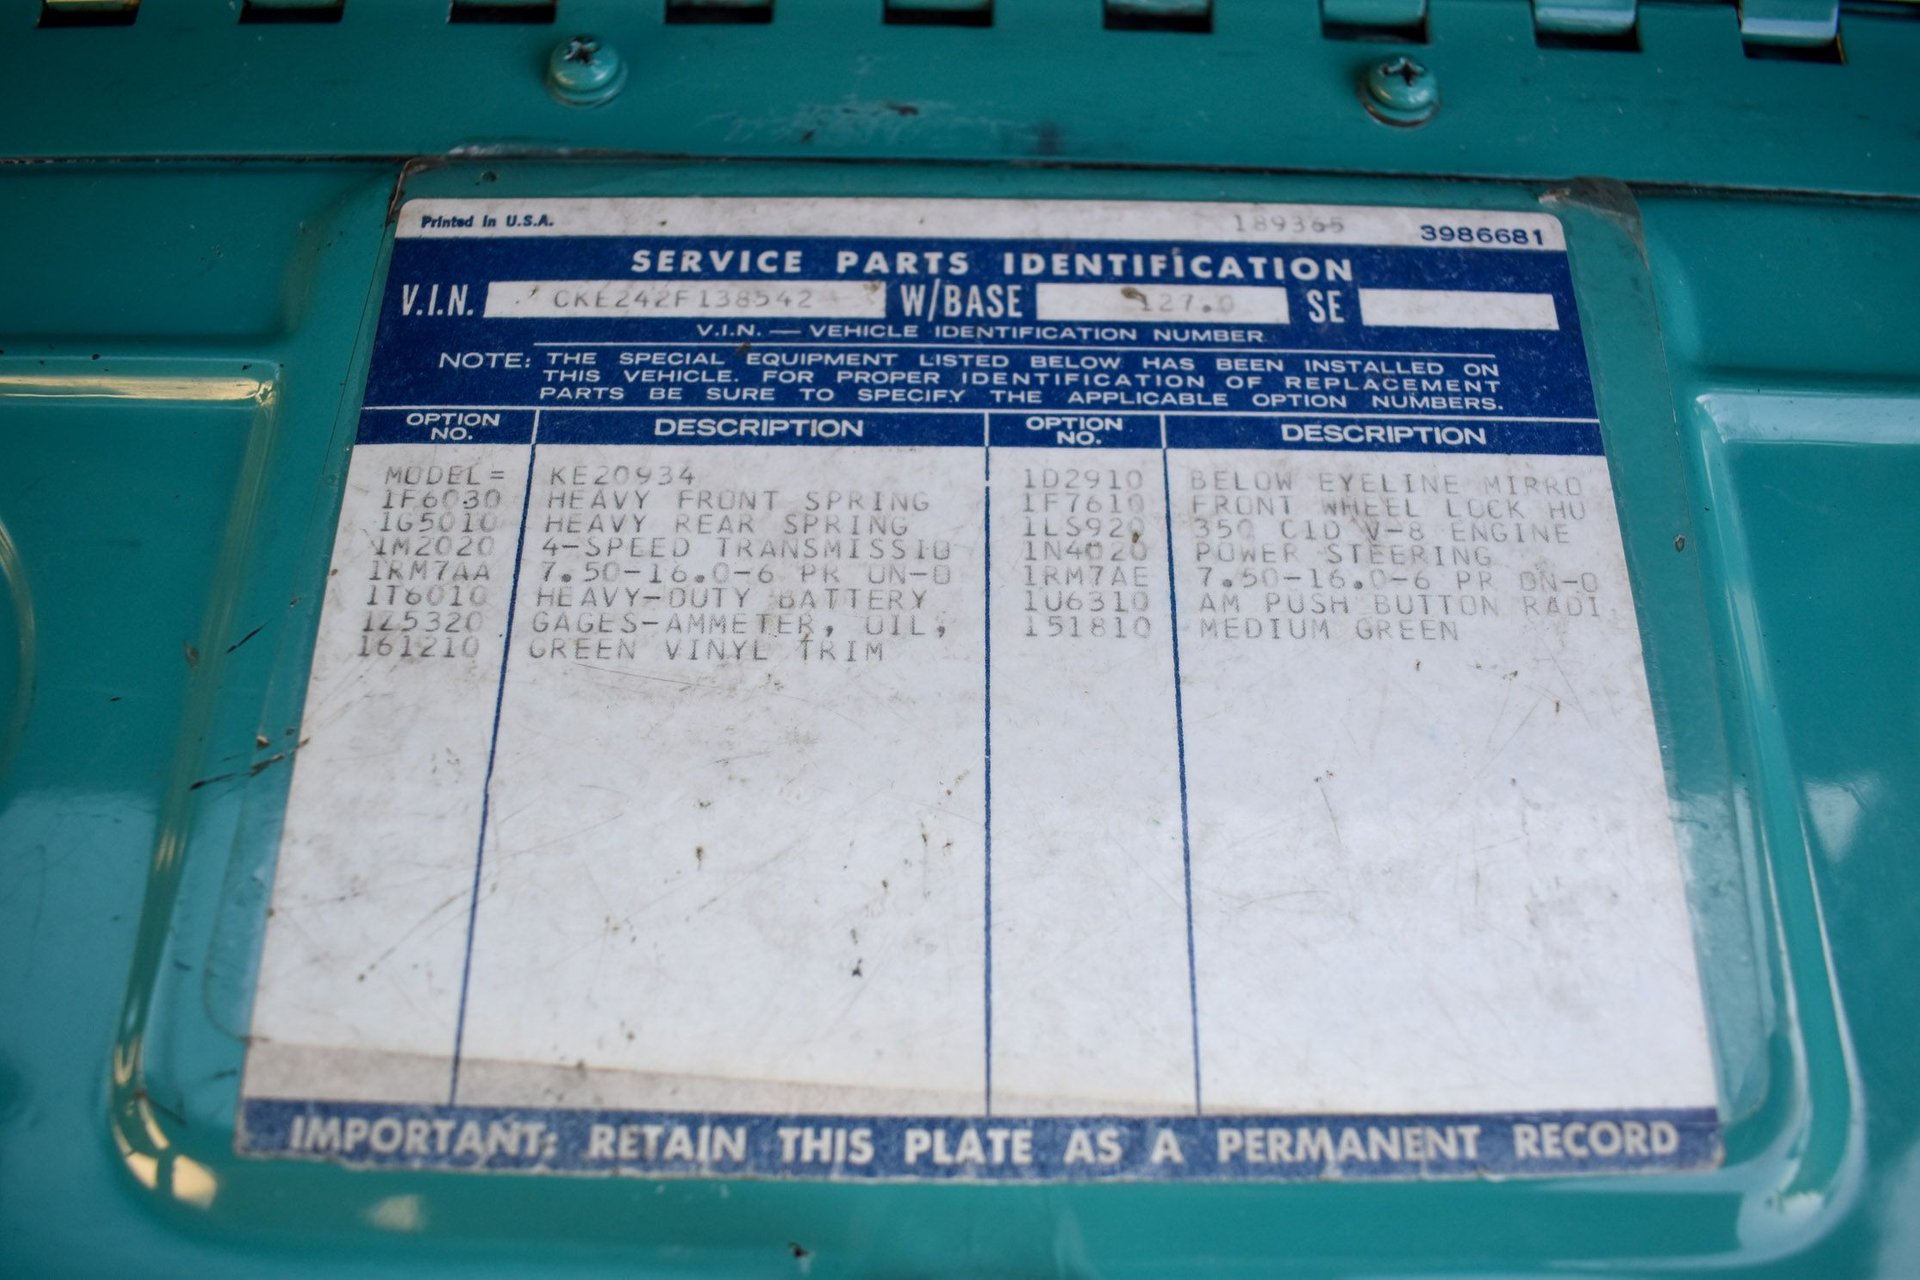 Printed in U.S.A. 189365 3986681
SERVICE PARTS IDENTIFICATION
V.I.N. CKE242F138542 W/BASE 127.0 SE
V.I.N. — VEHICLE IDENTIFICATION NUMBER
NOTE: THE SPECIAL EQUIPMENT LISTED BELOW HAS BEEN INSTALLED ON
THIS VEHICLE. FOR PROPER IDENTIFICATION OF REPLACEMENT
PARTS BE SURE TO SPECIFY THE APPLICABLE OPTION NUMBERS.
OPTION NO. DESCRIPTION OPTION NO. DESCRIPTION
MODEL= KE20934 1D2910 BELOW EYELINE MIRRO
1F6030 HEAVY FRONT SPRING 1F7610 FRONT WHEEL LOCK HU
1G5010 HEAVY REAR SPRING 1LS920 350 CID V-8 ENGINE
1M2020 4-SPEED TRANSMISSIO 1N4020 POWER STEERING
1RM7AA 7.50-16.0-6 PR ON-O 1RM7AE 7.50-16.0-6 PR ON-O
1T6010 HEAVY-DUTY BATTERY 1U6310 AM PUSH BUTTON RADI
1Z5320 GAGES-AMMETER, OIL, 151810 MEDIUM GREEN
161210 GREEN VINYL TRIM
IMPORTANT: RETAIN THIS PLATE AS A PERMANENT RECORD